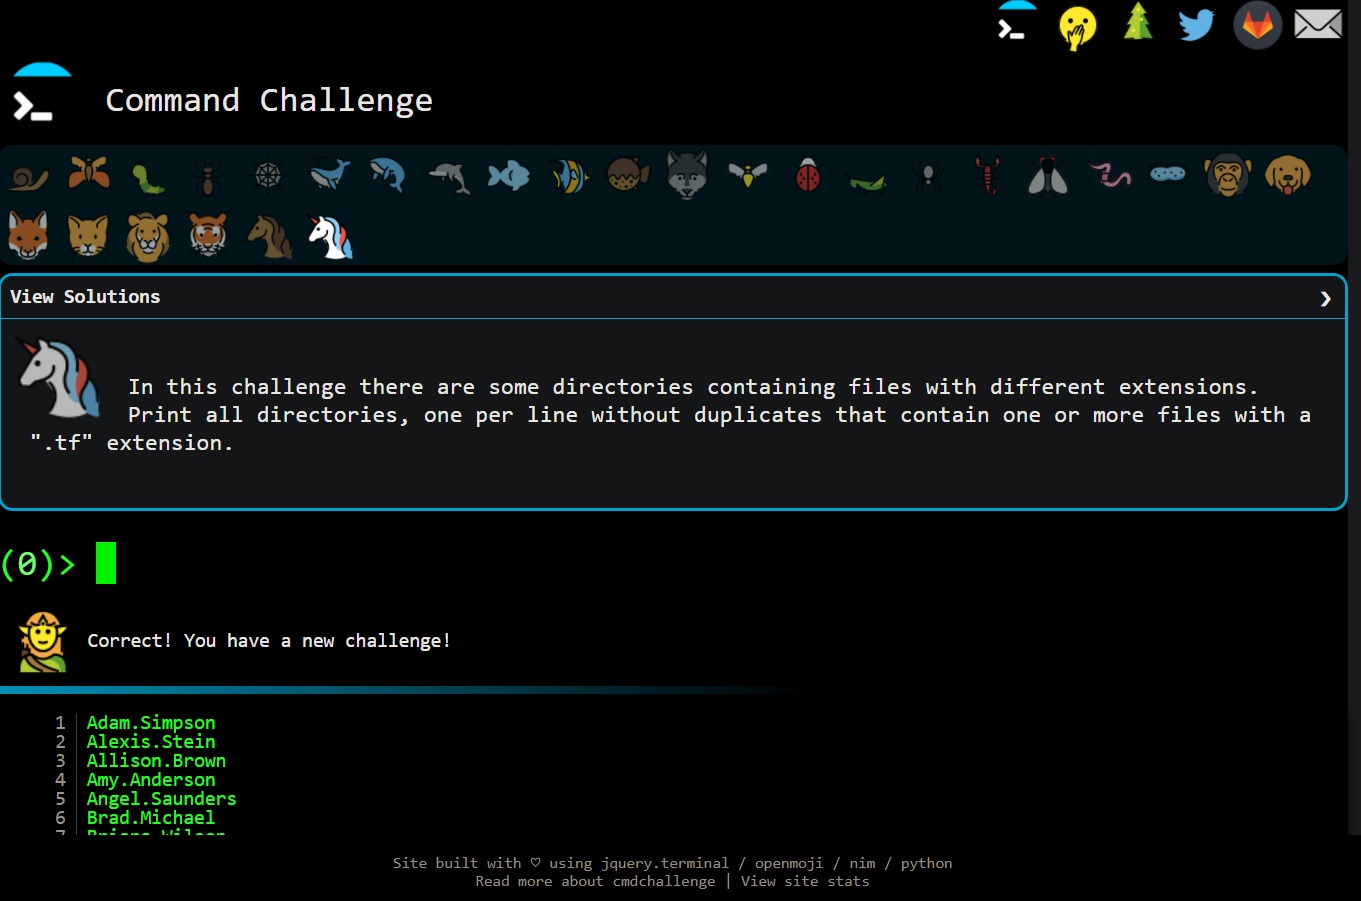 Command Challenge
View Solutions
In this challenge there are some directories containing files with different extensions.
Print all directories, one per line without duplicates that contain one or more files with a
".tf" extension.
(0)>
Correct! You have a new challenge!
1 Adam.Simpson
2 Alexis.Stein
3 Allison.Brown
4 Amy.Anderson
5 Angel.Saunders
6 Brad.Michael
Site built with ♡ using jquery.terminal / openmoji / nim / python
Read more about cmdchallenge | View site stats